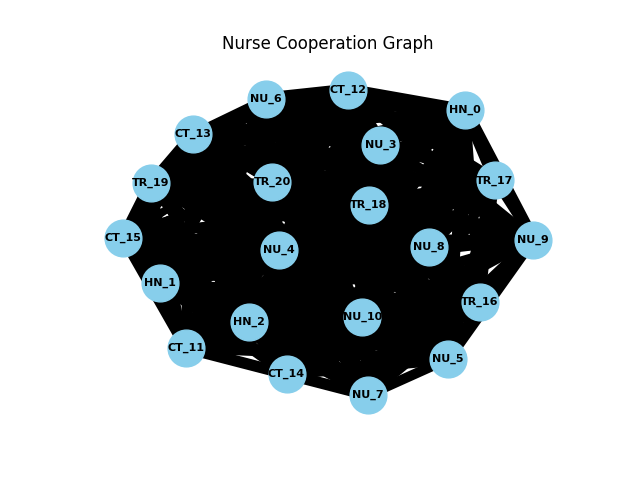 Nurse Cooperation Graph
CT_12
NU_6
HN_0
CT_13
NU_3
TR_19
TR_20
TR_17
TR_18
CT_15
NU_4
NU_8
NU_9
HN_1
TR_16
HN_2
NU_10
CT_11
NU_5
CT_14
NU_7